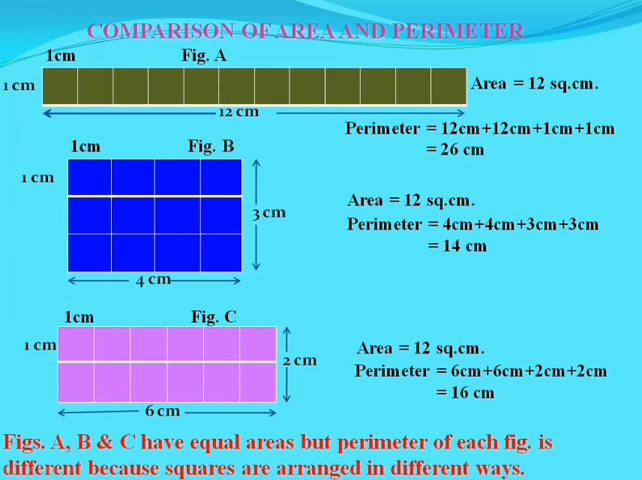 COMPARISON OF AREA AND PERIMETER
1cm Fig. A
1 cm
Area = 12 sq.cm.
12 cm
Perimeter = 12cm+12cm+1cm+1cm
= 26 cm
1cm Fig. B
1 cm
3 cm
Area = 12 sq.cm.
Perimeter = 4cm+4cm+3cm+3cm
= 14 cm
4 cm
1cm Fig. C
1 cm
2 cm
Area = 12 sq.cm.
Perimeter = 6cm+6cm+2cm+2cm
= 16 cm
6 cm
Figs. A, B & C have equal areas but perimeter of each fig. is
different because squares are arranged in different ways.